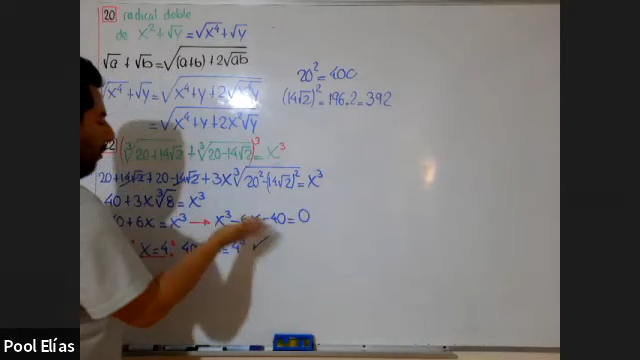 20 radical doble
de x²+√y = √x⁴+√y
√a + √b = √(a+b)+2√ab
√x⁴+√y = √x⁴+y+2√x⁴√y
= √x⁴+y+2x²√y
(∛20+14√2 + ∛20-14√2)³ = x³
20+14√2 + 20-14√2 + 3x∛20²-(14√2)² = x³
40+3x∛8 = x³
+6x = x³ → x³-6x-40=0
x=4
= 4³ ✓
20² = 400
(14√2)² = 196·2 = 392
Pool Elías